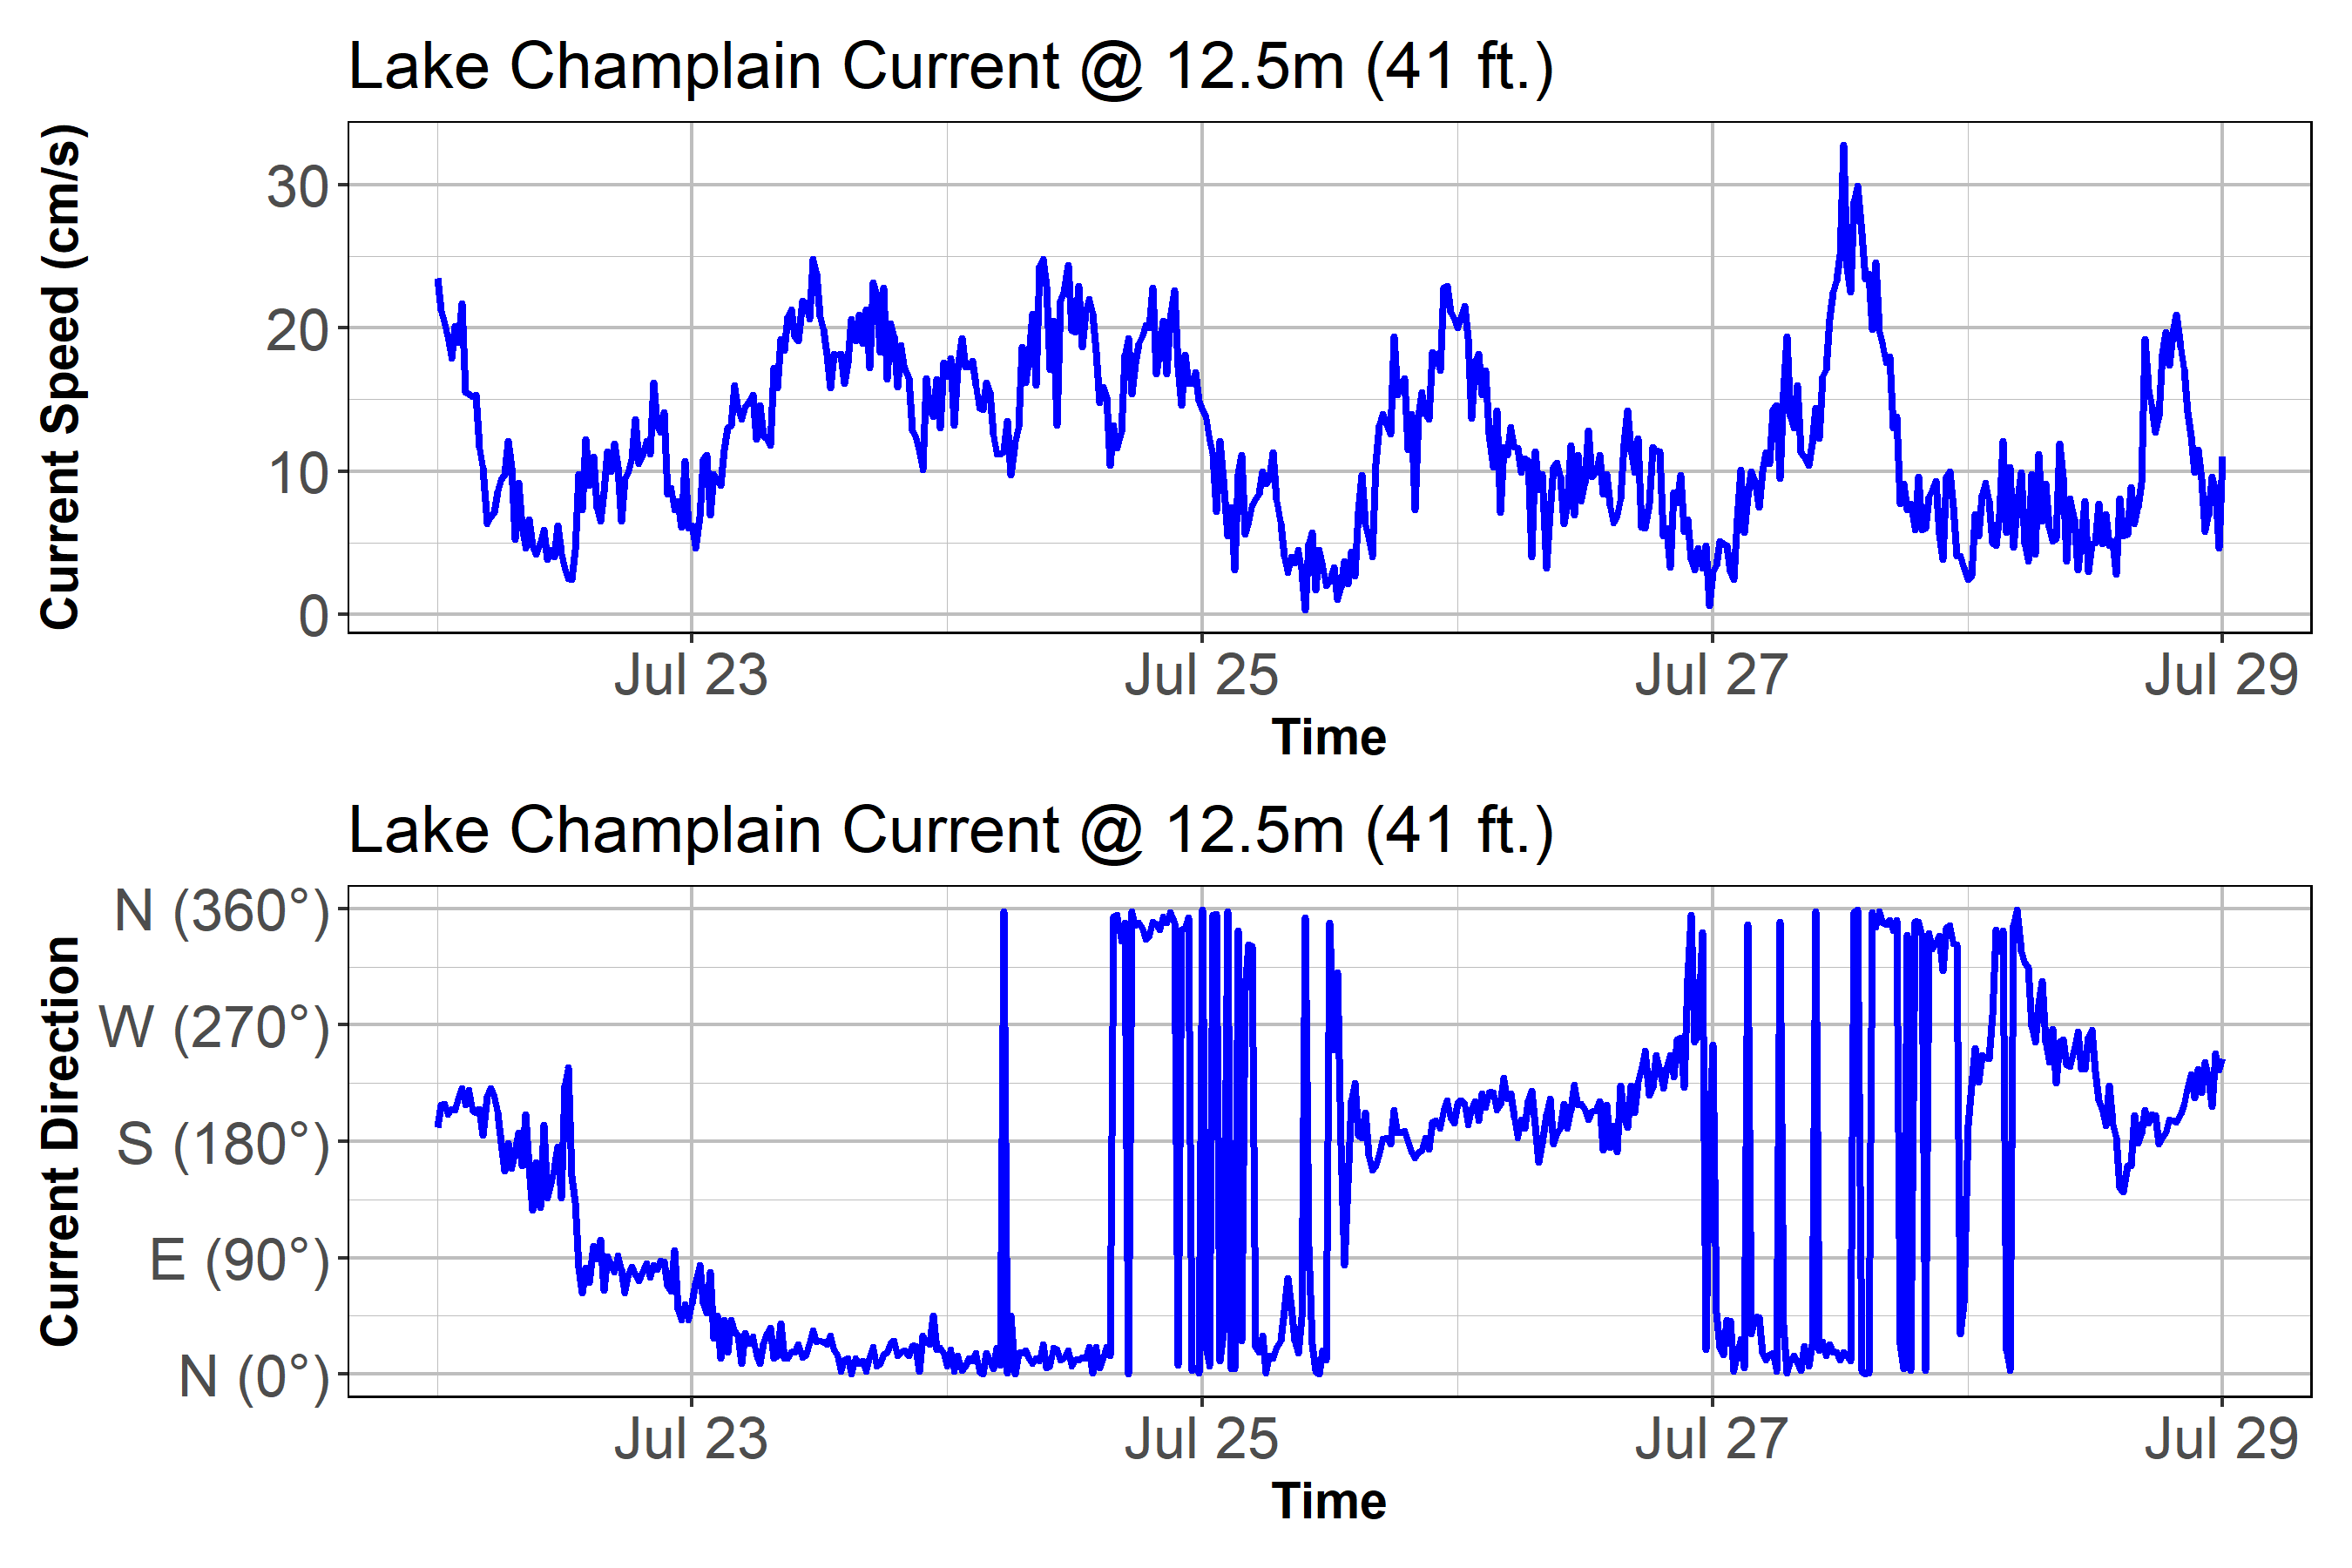 Lake Champlain Current @ 12.5m (41 ft.)
Current Speed (cm/s)
30
20
10
0
Jul 23 Jul 25 Jul 27 Jul 29
Time
Lake Champlain Current @ 12.5m (41 ft.)
Current Direction
N (360°)
W (270°)
S (180°)
E (90°)
N (0°)
Jul 23 Jul 25 Jul 27 Jul 29
Time